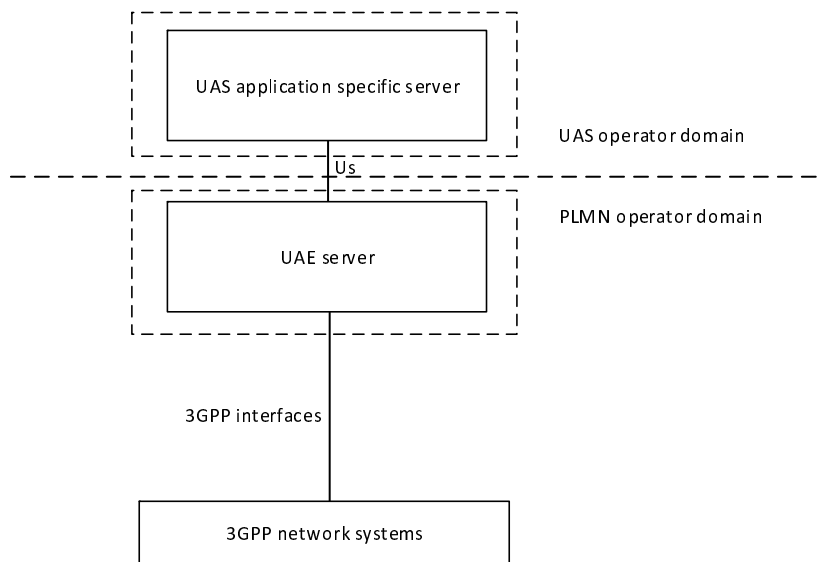 UAS application specific server
UAS operator domain
Us
PLMN operator domain
UAE server
3GPP interfaces
3GPP network systems